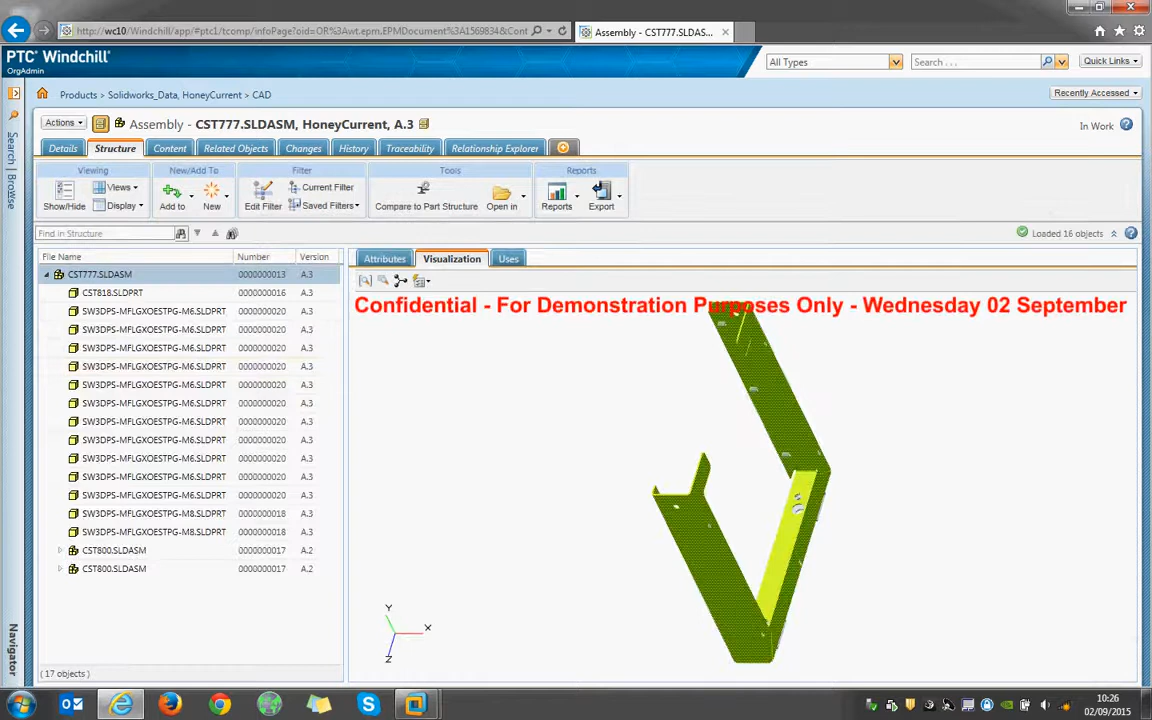 http://wc10/Windchill/app/#ptc1/tcomp/infoPage?oid=OR%3Awt.epm.EPMDocument%3A1569834&Cont
Assembly - CST777.SLDAS...
PTC Windchill
OrgAdmin
All Types
Search . . .
Quick Links
Products > Solidworks_Data, HoneyCurrent > CAD
Recently Accessed
Actions
Assembly - CST777.SLDASM, HoneyCurrent, A.3
In Work
Search
Browse
Details
Structure
Content
Related Objects
Changes
History
Traceability
Relationship Explorer
Viewing
New/Add To
Filter
Tools
Reports
Show/Hide
Views
Display
Add to
New
Edit Filter
Current Filter
Saved Filters
Compare to Part Structure
Open in
Reports
Export
Find in Structure
Loaded 16 objects
File Name Number Version
Attributes
Visualization
Uses
CST777.SLDASM 0000000013 A.3
CST818.SLDPRT 0000000016 A.3
SW3DPS-MFLGXOESTPG-M6.SLDPRT 0000000020 A.3
SW3DPS-MFLGXOESTPG-M6.SLDPRT 0000000020 A.3
SW3DPS-MFLGXOESTPG-M6.SLDPRT 0000000020 A.3
SW3DPS-MFLGXOESTPG-M6.SLDPRT 0000000020 A.3
SW3DPS-MFLGXOESTPG-M6.SLDPRT 0000000020 A.3
SW3DPS-MFLGXOESTPG-M6.SLDPRT 0000000020 A.3
SW3DPS-MFLGXOESTPG-M6.SLDPRT 0000000020 A.3
SW3DPS-MFLGXOESTPG-M6.SLDPRT 0000000020 A.3
SW3DPS-MFLGXOESTPG-M6.SLDPRT 0000000020 A.3
SW3DPS-MFLGXOESTPG-M6.SLDPRT 0000000020 A.3
SW3DPS-MFLGXOESTPG-M6.SLDPRT 0000000020 A.3
SW3DPS-MFLGXOESTPG-M8.SLDPRT 0000000018 A.3
SW3DPS-MFLGXOESTPG-M8.SLDPRT 0000000018 A.3
CST800.SLDASM 0000000017 A.2
CST800.SLDASM 0000000017 A.2
Confidential - For Demonstration Purposes Only - Wednesday 02 September
Y
X
Z
Navigator
( 17 objects)
10:26
02/09/2015